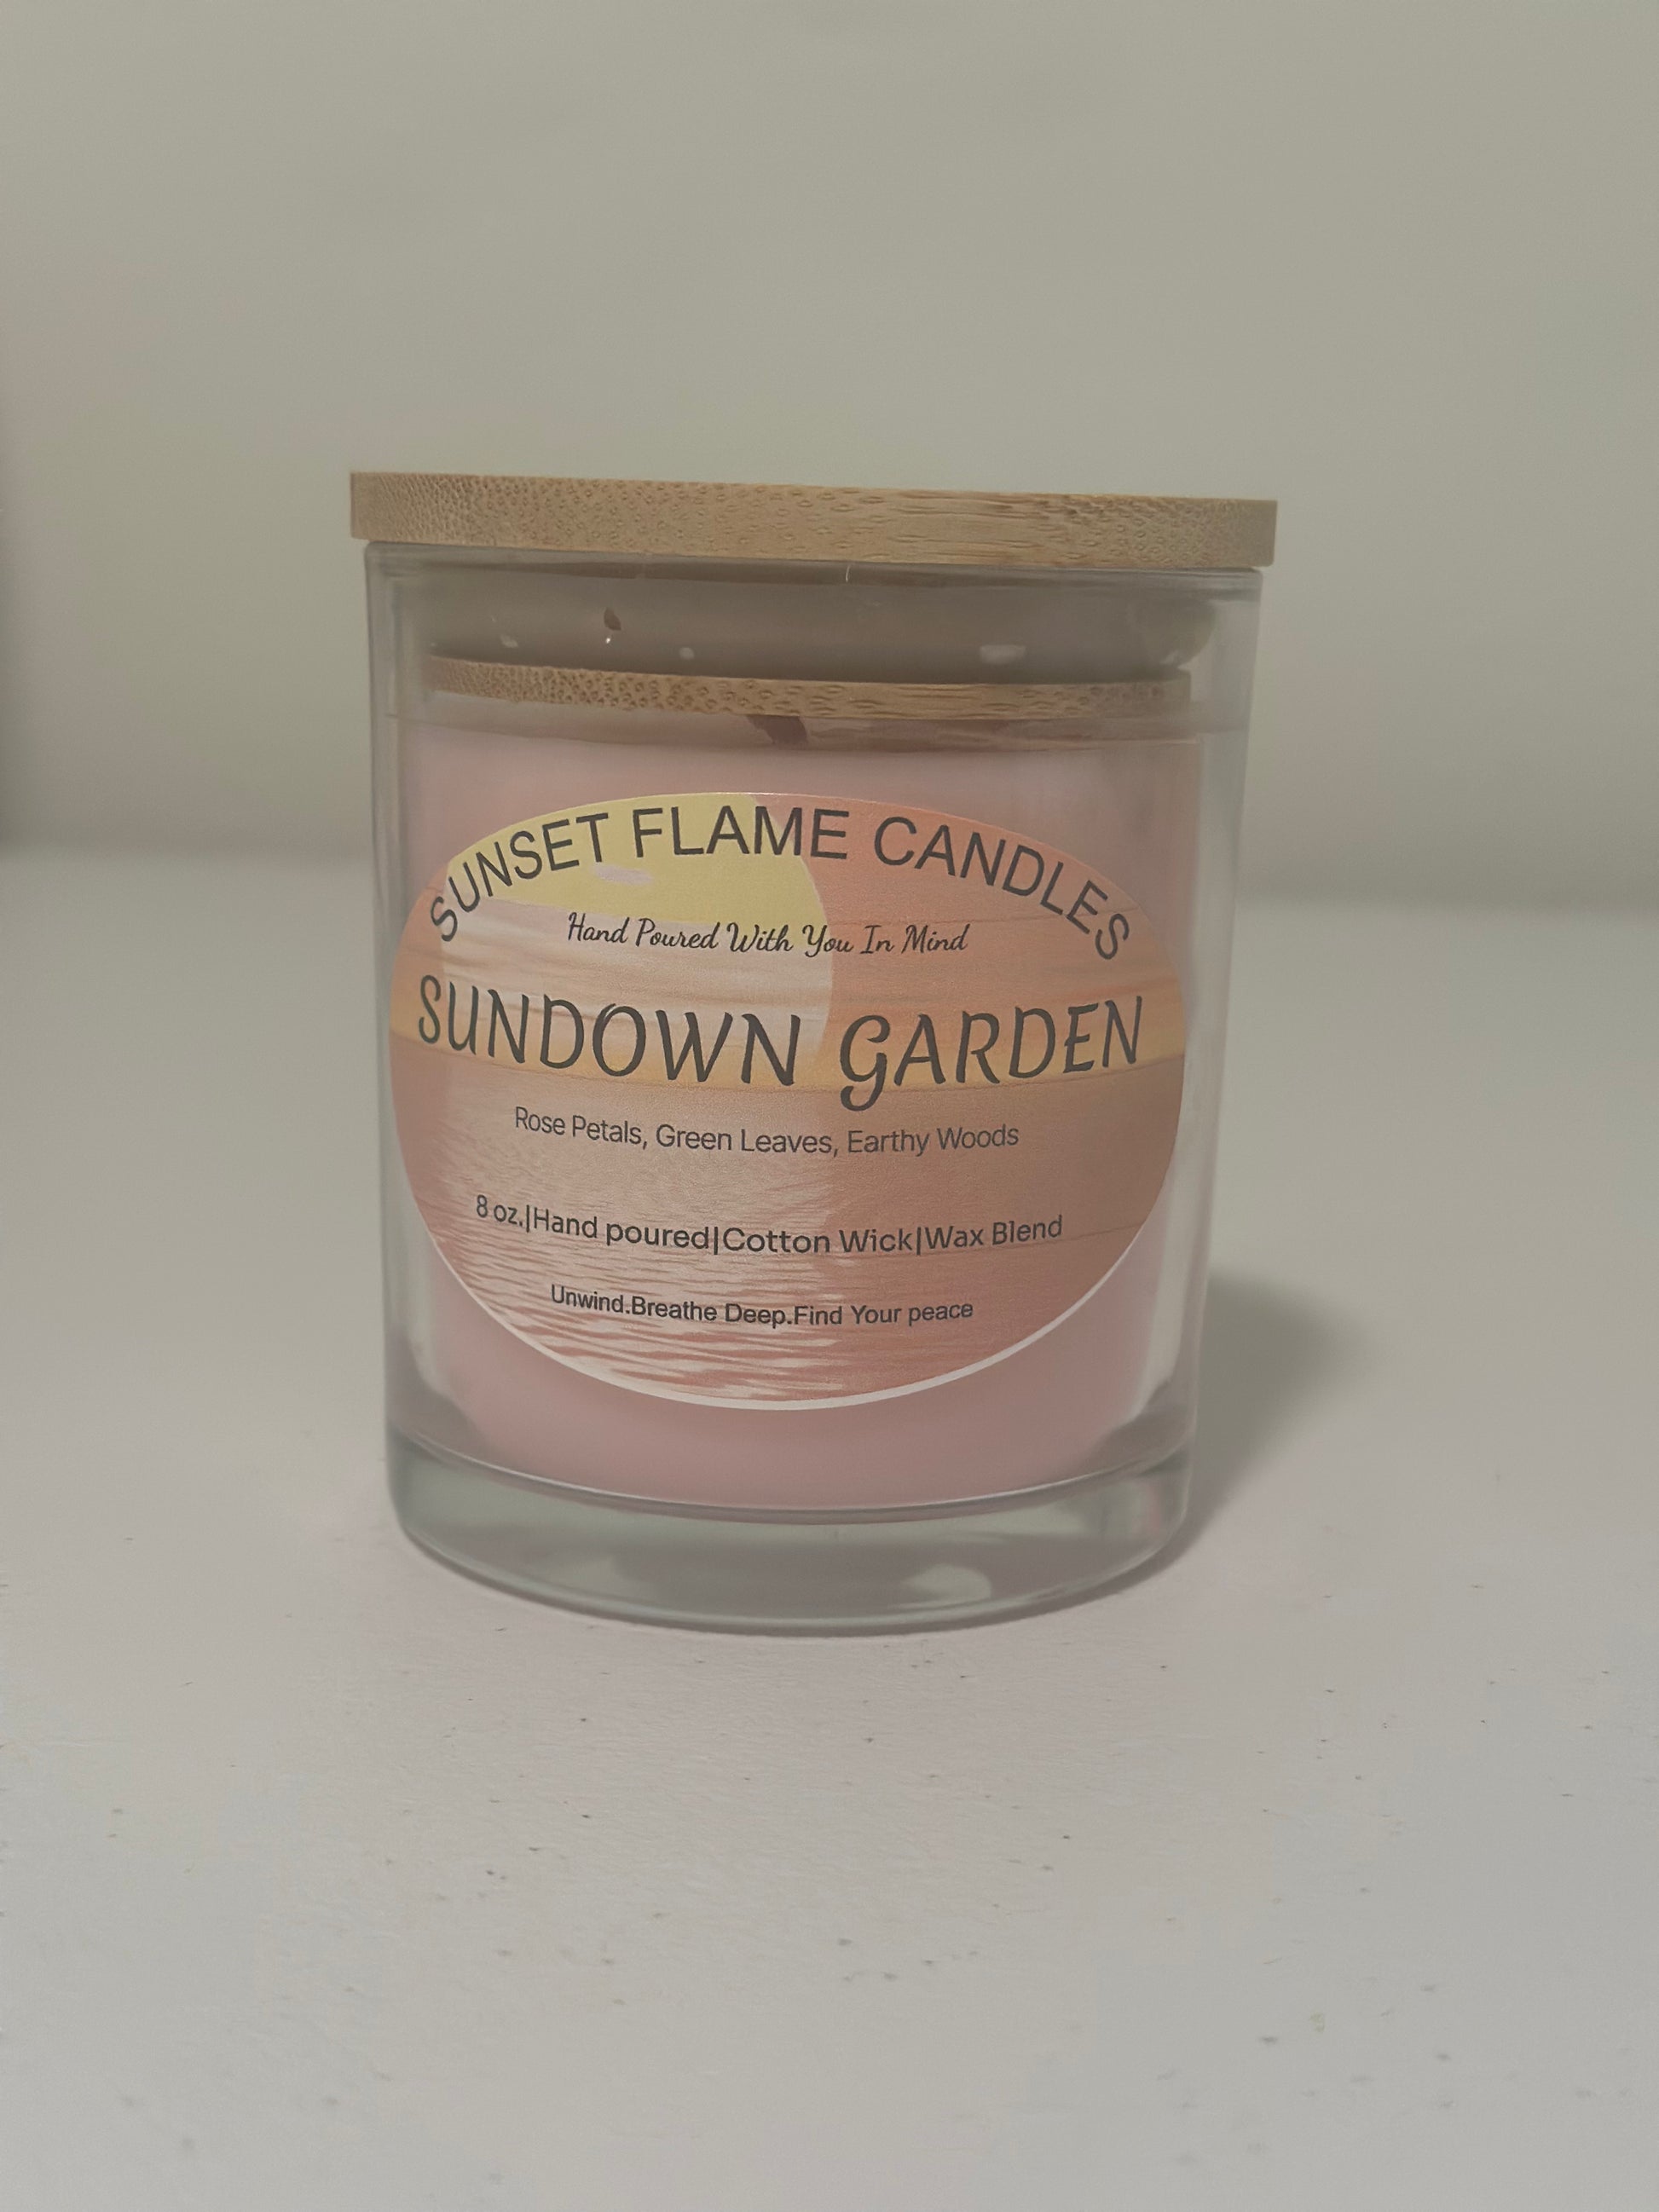 SUNSET FLAME CANDLES
Hand Poured With You In Mind
SUNDOWN GARDEN
Rose Petals, Green Leaves, Earthy Woods
8 oz.|Hand poured|Cotton Wick|Wax Blend
Unwind.Breathe Deep.Find Your peace